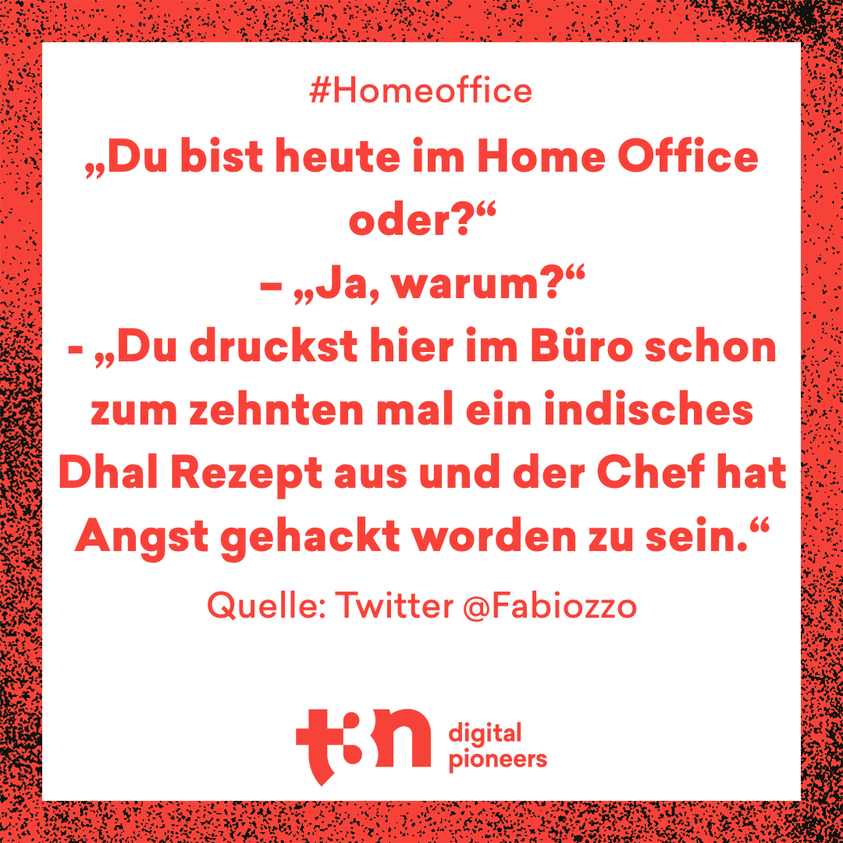 #Homeoffice
„Du bist heute im Home Office
oder?“
– „Ja, warum?“
- „Du druckst hier im Büro schon
zum zehnten mal ein indisches
Dhal Rezept aus und der Chef hat
Angst gehackt worden zu sein.“
Quelle: Twitter @Fabiozzo
t3n digital
pioneers